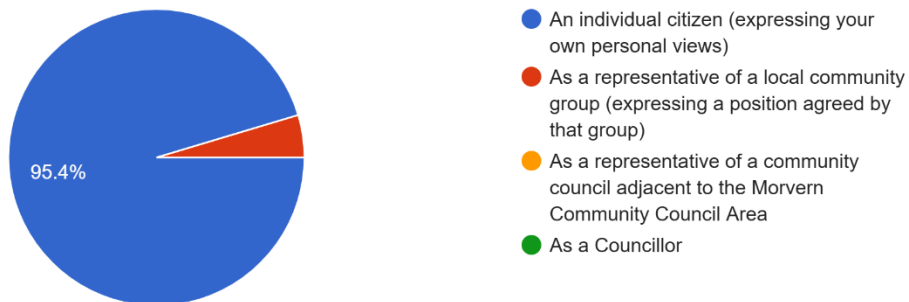 95.4%
An individual citizen (expressing your
own personal views)
As a representative of a local community
group (expressing a position agreed by
that group)
As a representative of a community
council adjacent to the Morvern
Community Council Area
As a Councillor